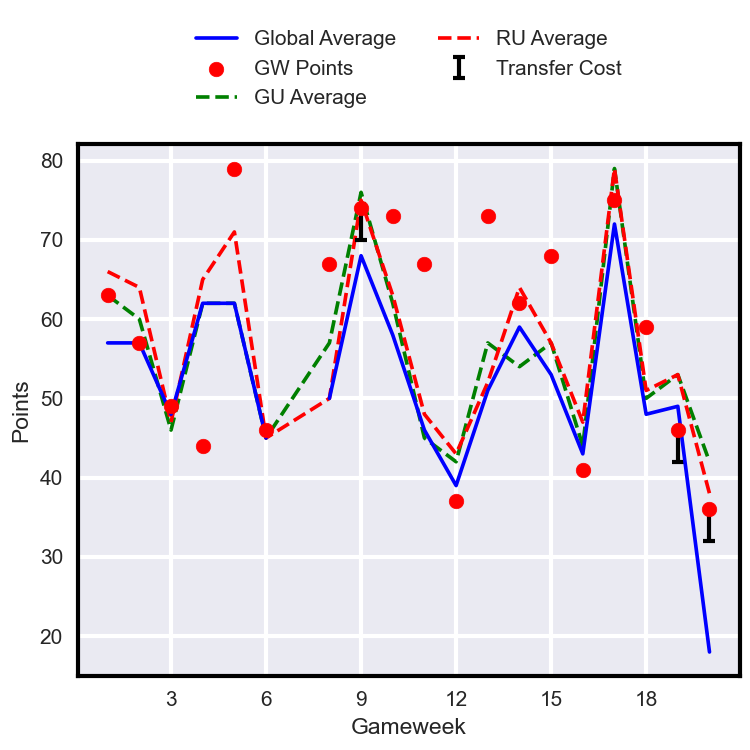 Global Average
GW Points
GU Average
RU Average
Transfer Cost
80
70
60
50
40
30
20
Points
3 6 9 12 15 18
Gameweek